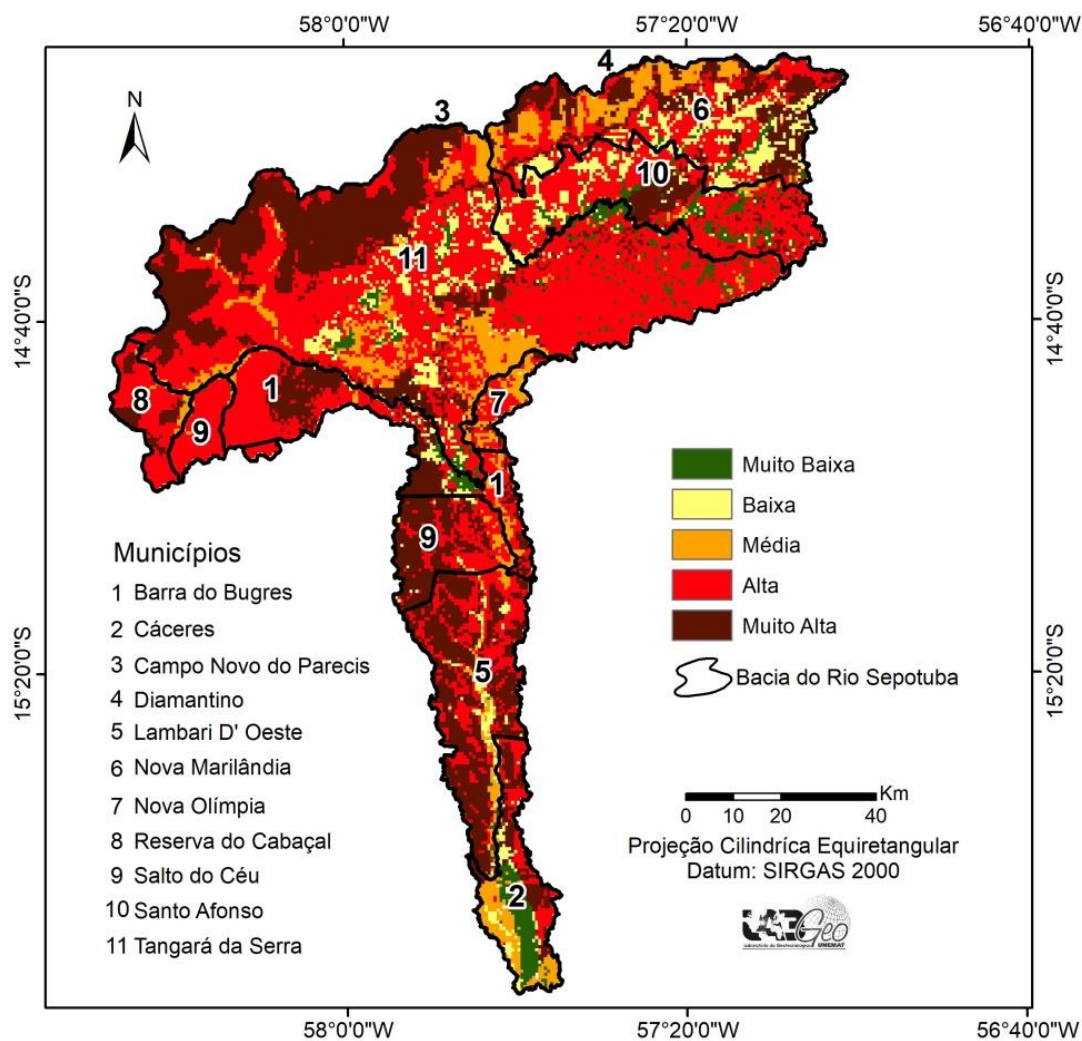 58°0'0"W 57°20'0"W 56°40'0"W
4
3
6
N
10
11
14°40'0"S 14°40'0"S
8
1
7
9
1
9
Muito Baixa
Baixa
Média
Alta
Muito Alta
Bacia do Rio Sepotuba
5
15°20'0"S 15°20'0"S
2
Municípios
1 Barra do Bugres
2 Cáceres
3 Campo Novo do Parecis
4 Diamantino
5 Lambari D' Oeste
6 Nova Marilândia
7 Nova Olímpia
8 Reserva do Cabaçal
9 Salto do Céu
10 Santo Afonso
11 Tangará da Serra
Km
0 10 20 40
Projeção Cilindríca Equiretangular
Datum: SIRGAS 2000
Geo
UNEMAT
58°0'0"W 57°20'0"W 56°40'0"W